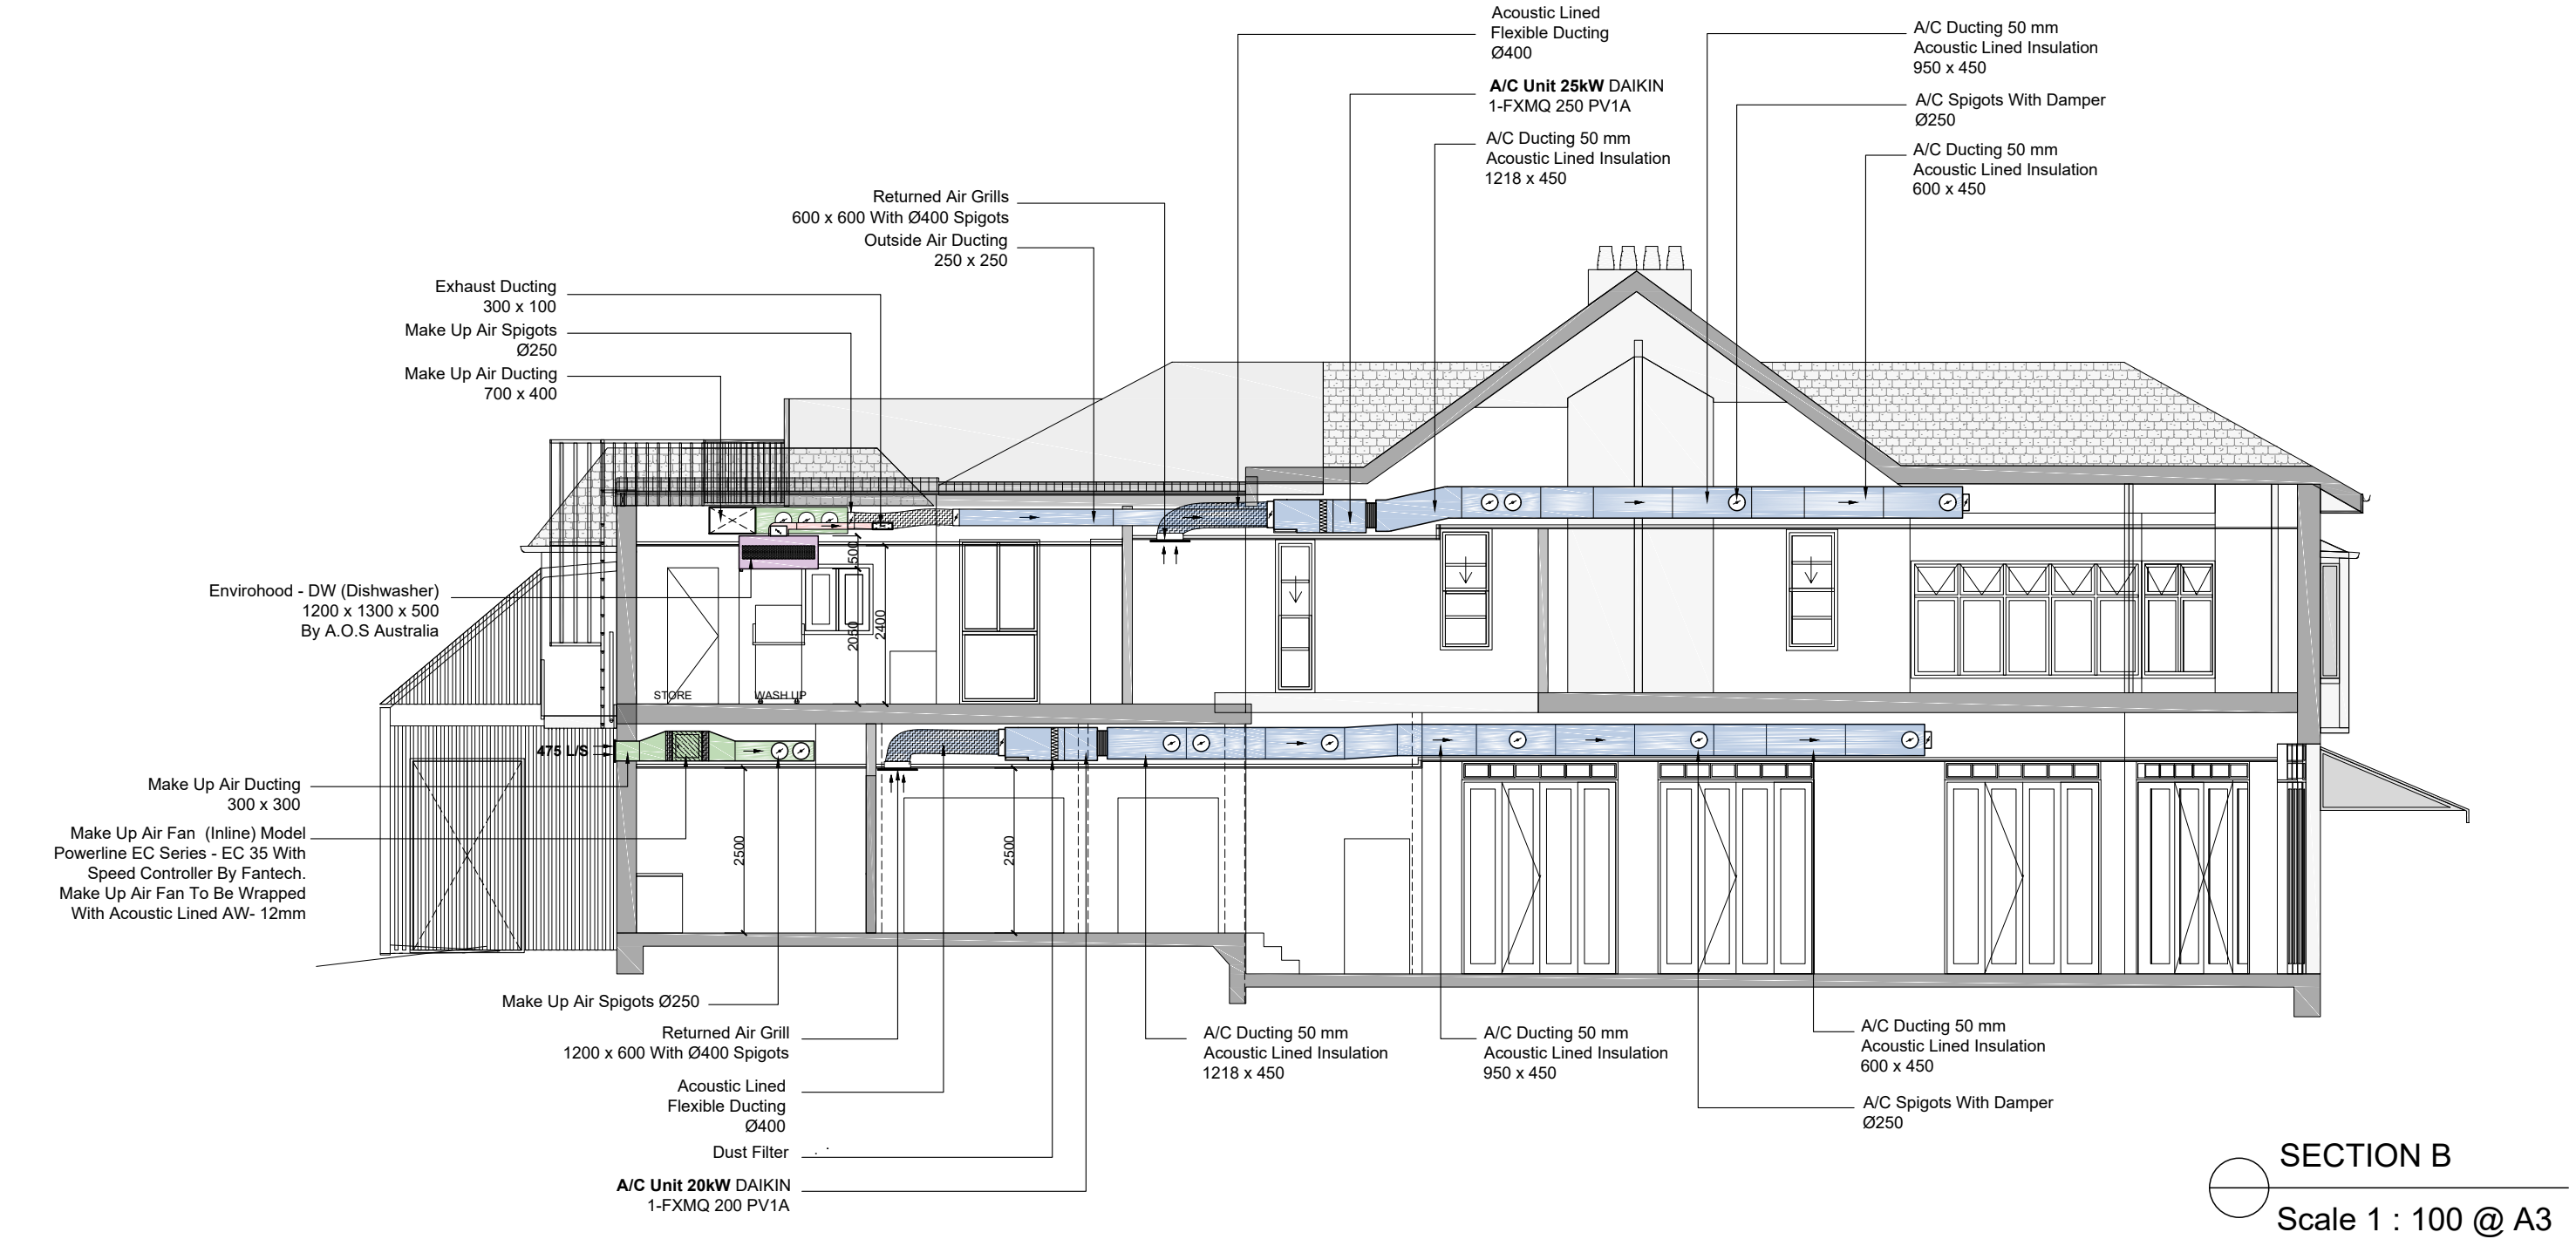 Acoustic Lined
Flexible Ducting
Ø400
A/C Unit 25kW DAIKIN
1-FXMQ 250 PV1A
A/C Ducting 50 mm
Acoustic Lined Insulation
1218 x 450
A/C Ducting 50 mm
Acoustic Lined Insulation
950 x 450
A/C Spigots With Damper
Ø250
A/C Ducting 50 mm
Acoustic Lined Insulation
600 x 450
Returned Air Grills
600 x 600 With Ø400 Spigots
Outside Air Ducting
250 x 250
Exhaust Ducting
300 x 100
Make Up Air Spigots
Ø250
Make Up Air Ducting
700 x 400
Envirohood - DW (Dishwasher)
1200 x 1300 x 500
By A.O.S Australia
500
2050
2400
STORE
WASH UP
475 L/S
Make Up Air Ducting
300 x 300
Make Up Air Fan (Inline) Model
Powerline EC Series - EC 35 With
Speed Controller By Fantech.
Make Up Air Fan To Be Wrapped
With Acoustic Lined AW- 12mm
2500
2500
Make Up Air Spigots Ø250
Returned Air Grill
1200 x 600 With Ø400 Spigots
Acoustic Lined
Flexible Ducting
Ø400
Dust Filter
A/C Unit 20kW DAIKIN
1-FXMQ 200 PV1A
A/C Ducting 50 mm
Acoustic Lined Insulation
1218 x 450
A/C Ducting 50 mm
Acoustic Lined Insulation
950 x 450
A/C Ducting 50 mm
Acoustic Lined Insulation
600 x 450
A/C Spigots With Damper
Ø250
SECTION B
Scale 1 : 100 @ A3